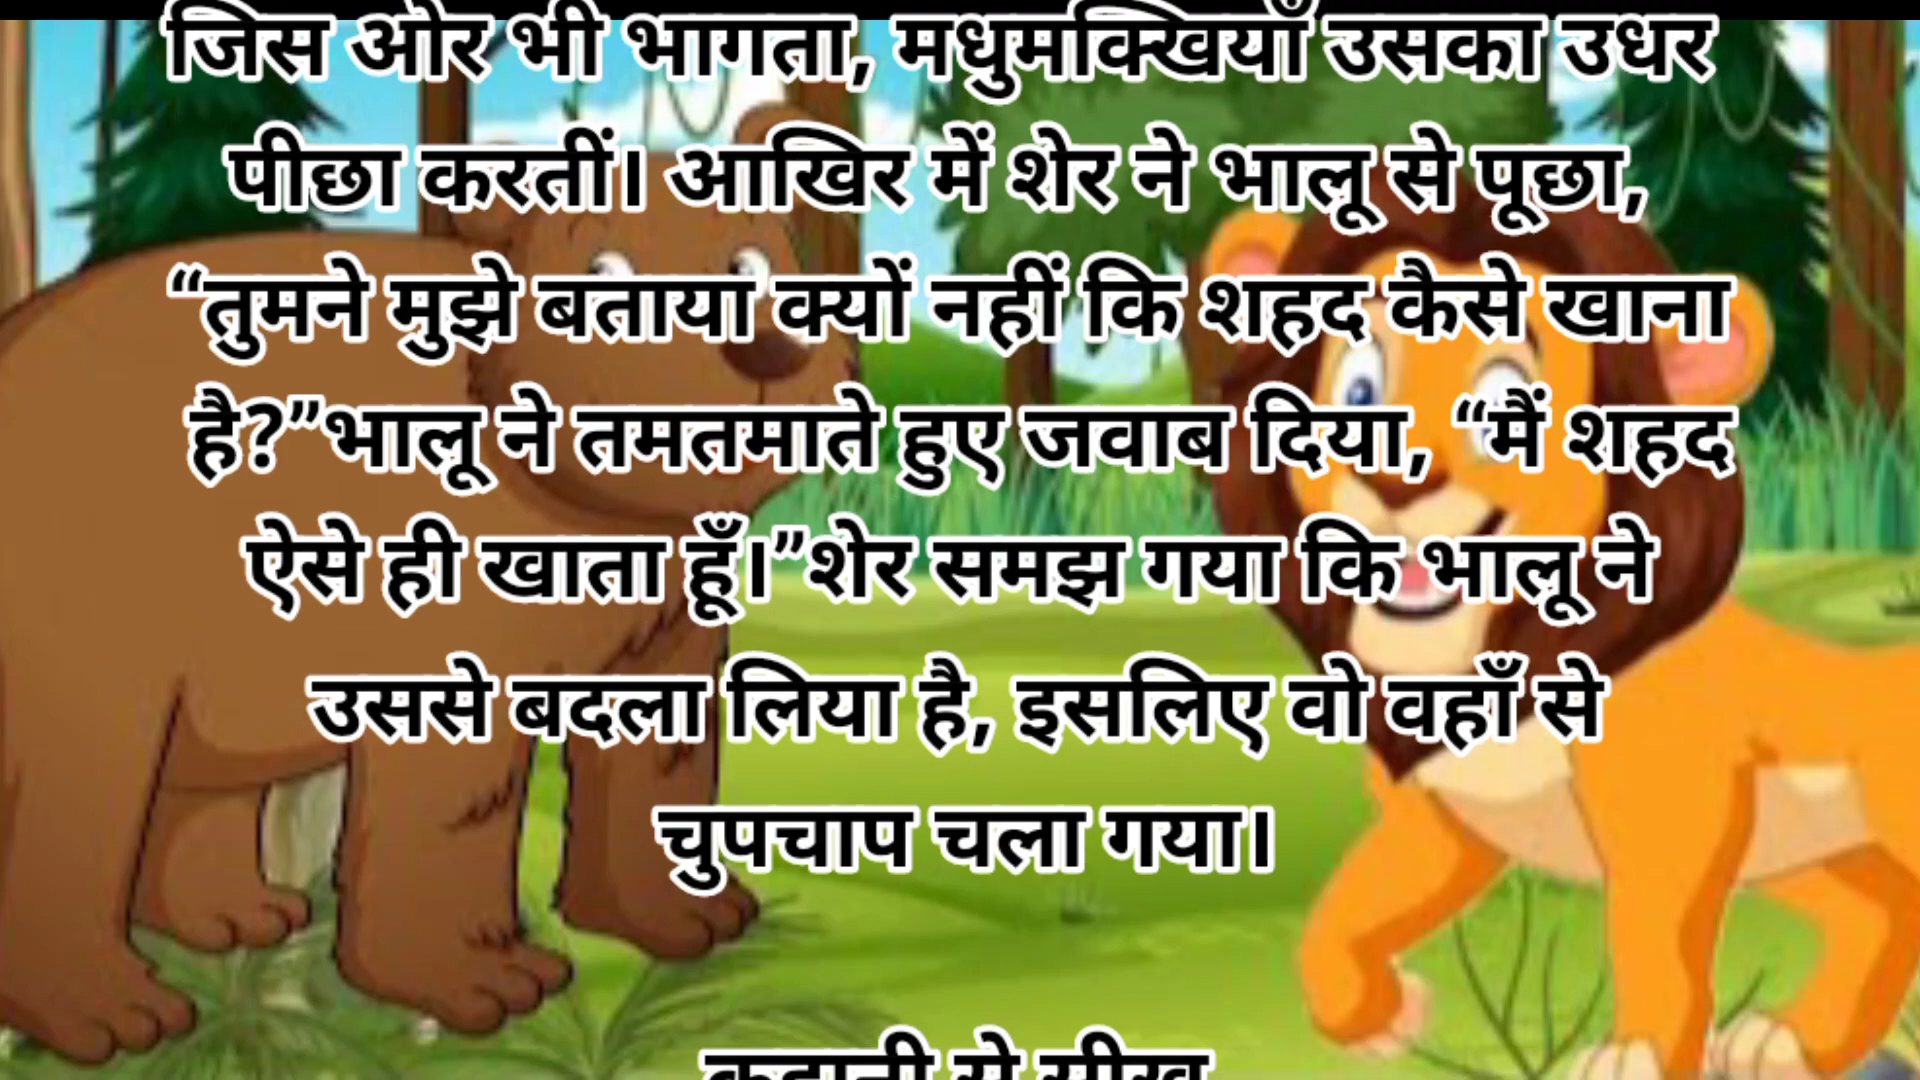 जिस ओर भी भागता, मधुमक्खियाँ उसका उधर
पीछा करतीं। आखिर में शेर ने भालू से पूछा,
“तुमने मुझे बताया क्यों नहीं कि शहद कैसे खाना
है?”भालू ने तमतमाते हुए जवाब दिया, “मैं शहद
ऐसे ही खाता हूँ।”शेर समझ गया कि भालू ने
उससे बदला लिया है, इसलिए वो वहाँ से
चुपचाप चला गया।
कहानी से सीख